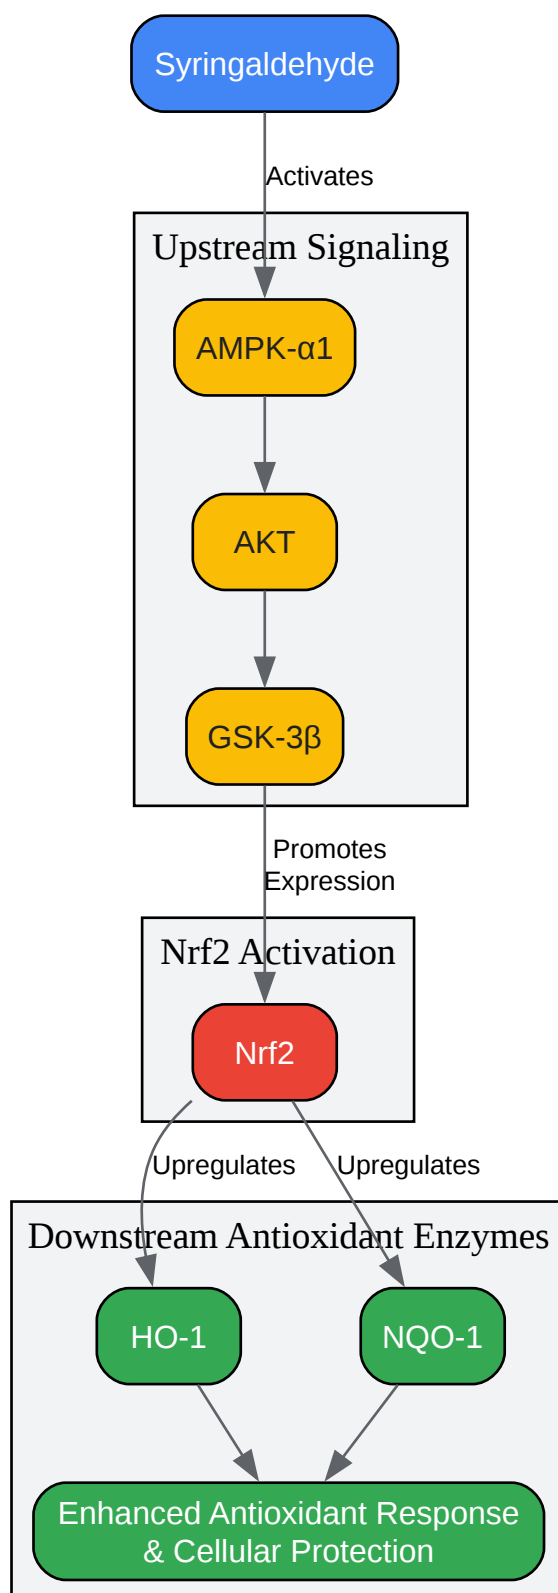 Syringaldehyde
Activates
Upstream Signaling
AMPK-α1
AKT
GSK-3β
Promotes
Expression
Nrf2 Activation
Nrf2
Upregulates
Upregulates
Downstream Antioxidant Enzymes
HO-1
NQO-1
Enhanced Antioxidant Response
& Cellular Protection